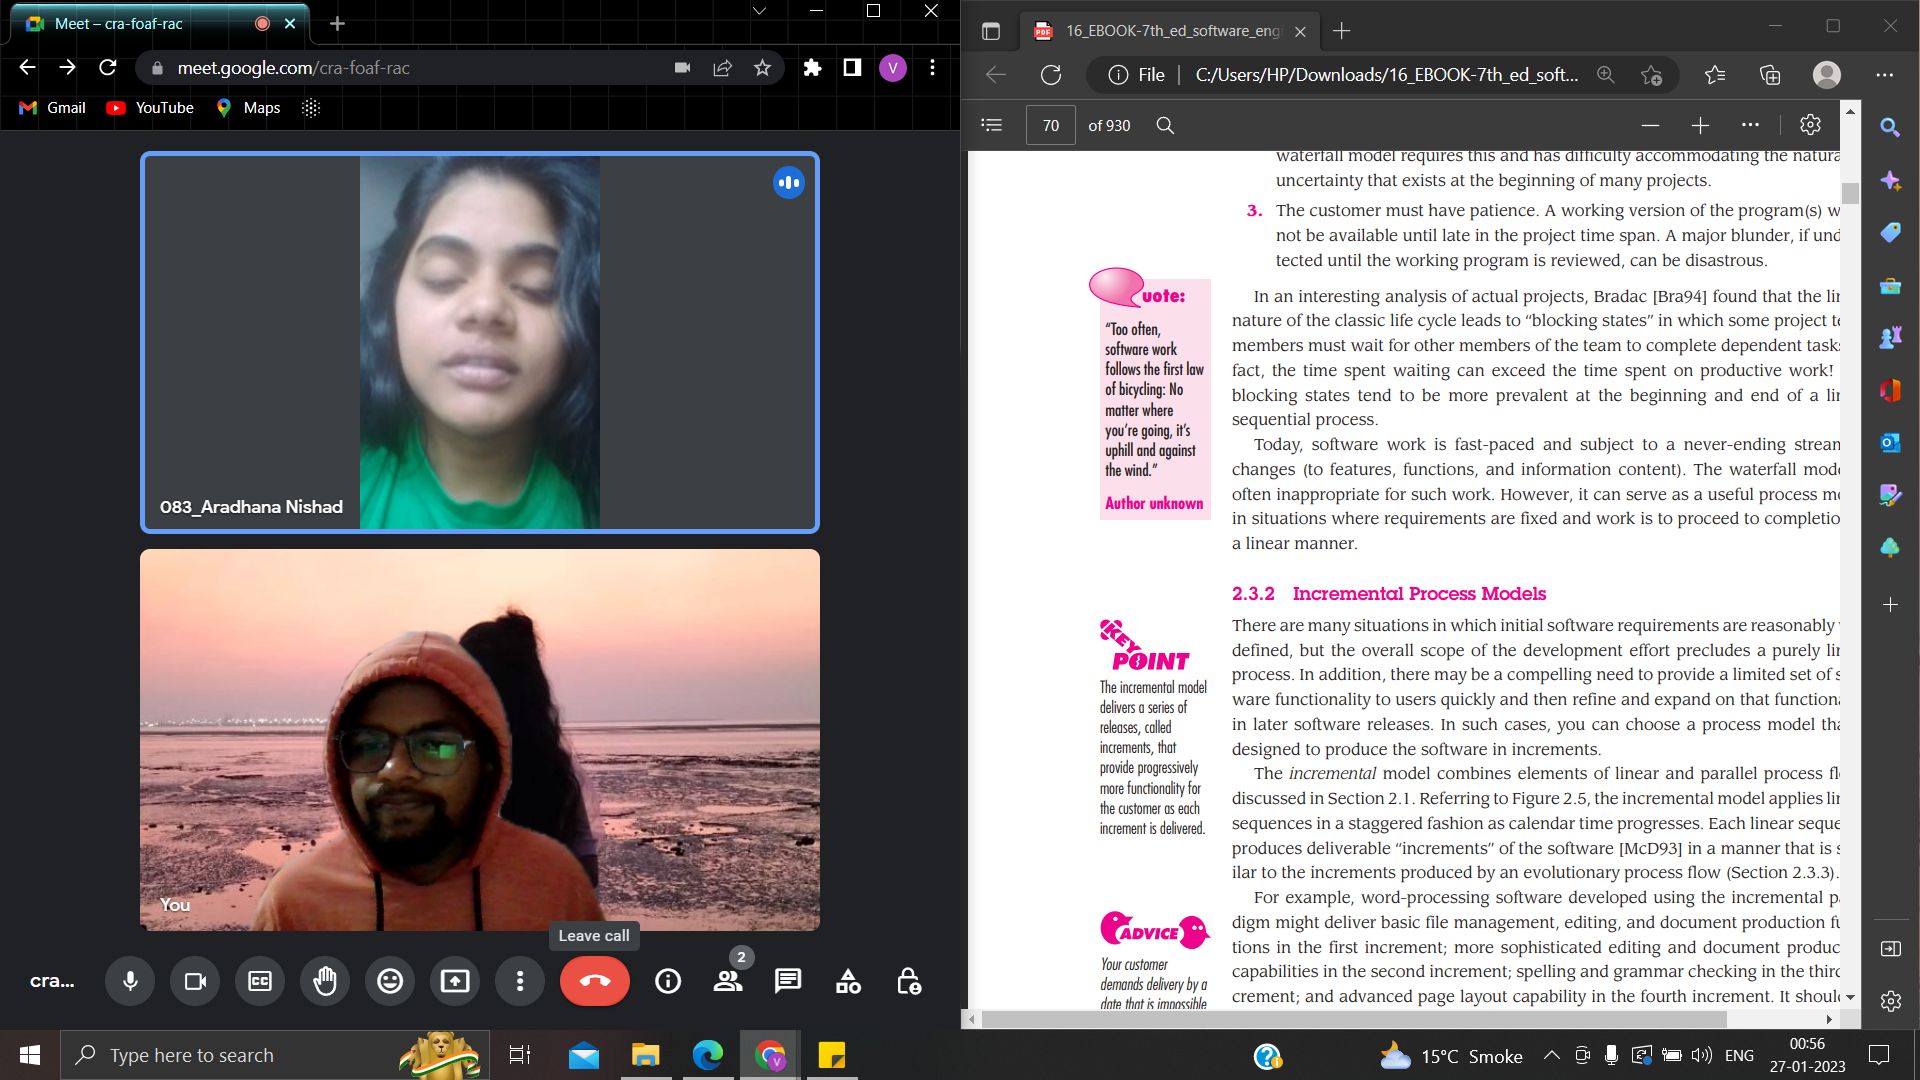 Meet – cra-foaf-rac
meet.google.com/cra-foaf-rac
V
Gmail
YouTube
Maps
083_Aradhana Nishad
You
Leave call
cra...
2
16_EBOOK-7th_ed_software_eng
File
C:/Users/HP/Downloads/16_EBOOK-7th_ed_soft...
70
of 930
waterfall model requires this and has difficulty accommodating the natura
uncertainty that exists at the beginning of many projects.
3. The customer must have patience. A working version of the program(s) w
not be available until late in the project time span. A major blunder, if und
tected until the working program is reviewed, can be disastrous.
uote:
“Too often,
software work
follows the first law
of bicycling: No
matter where
you’re going, it’s
uphill and against
the wind.”
Author unknown
In an interesting analysis of actual projects, Bradac [Bra94] found that the lin
nature of the classic life cycle leads to “blocking states” in which some project te
members must wait for other members of the team to complete dependent tasks
fact, the time spent waiting can exceed the time spent on productive work!
blocking states tend to be more prevalent at the beginning and end of a lin
sequential process.
Today, software work is fast-paced and subject to a never-ending stream
changes (to features, functions, and information content). The waterfall mode
often inappropriate for such work. However, it can serve as a useful process mo
in situations where requirements are fixed and work is to proceed to completio
a linear manner.
2.3.2 Incremental Process Models
KEY
POINT
The incremental model
delivers a series of
releases, called
increments, that
provide progressively
more functionality for
the customer as each
increment is delivered.
There are many situations in which initial software requirements are reasonably
defined, but the overall scope of the development effort precludes a purely lin
process. In addition, there may be a compelling need to provide a limited set of s
ware functionality to users quickly and then refine and expand on that functiona
in later software releases. In such cases, you can choose a process model tha
designed to produce the software in increments.
The incremental model combines elements of linear and parallel process fl
discussed in Section 2.1. Referring to Figure 2.5, the incremental model applies lin
sequences in a staggered fashion as calendar time progresses. Each linear seque
produces deliverable “increments” of the software [McD93] in a manner that is s
ilar to the increments produced by an evolutionary process flow (Section 2.3.3).
For example, word-processing software developed using the incremental pa
digm might deliver basic file management, editing, and document production fu
tions in the first increment; more sophisticated editing and document produc
capabilities in the second increment; spelling and grammar checking in the third
crement; and advanced page layout capability in the fourth increment. It shoul
ADVICE
Your customer
demands delivery by a
date that is impossible
Type here to search
15°C Smoke
ENG
00:56
27-01-2023